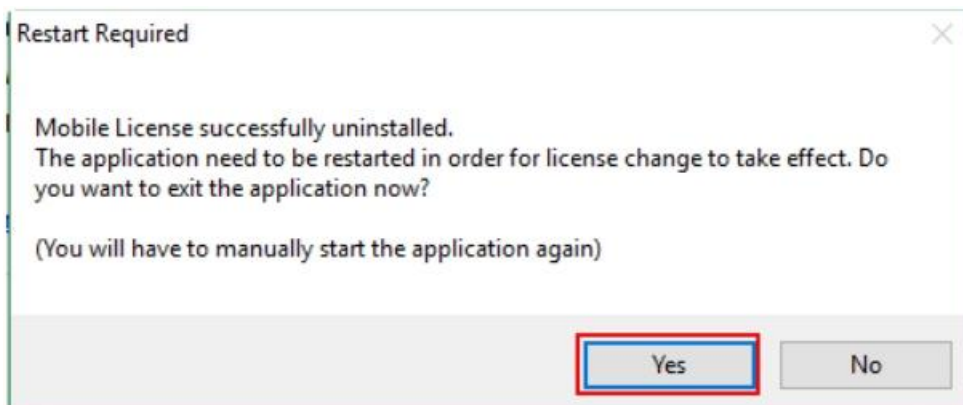 Restart Required
Mobile License successfully uninstalled.
The application need to be restarted in order for license change to take effect. Do
you want to exit the application now?
(You will have to manually start the application again)
Yes
No